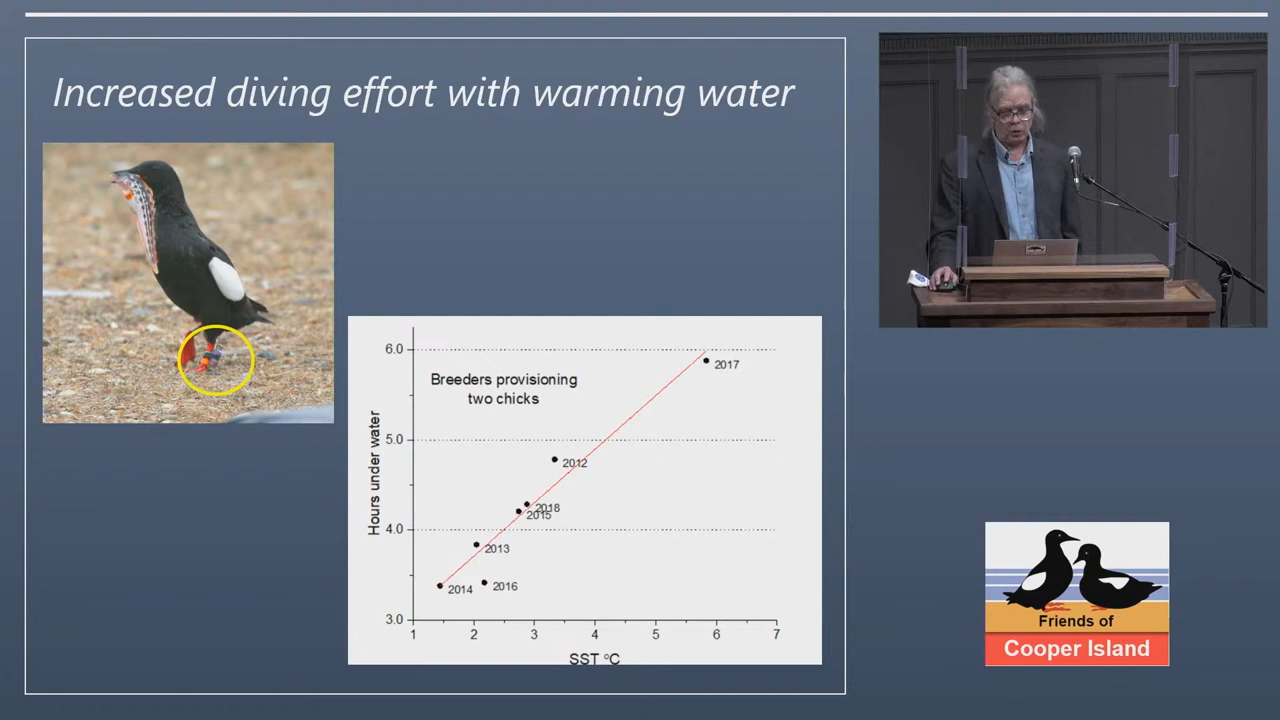 Increased diving effort with warming water
6.0
5.0
4.0
3.0
Hours under water
Breeders provisioning
two chicks
2017
2012
2018
2015
2013
2014
2016
1 2 3 4 5 6 7
SST °C
Friends of
Cooper Island